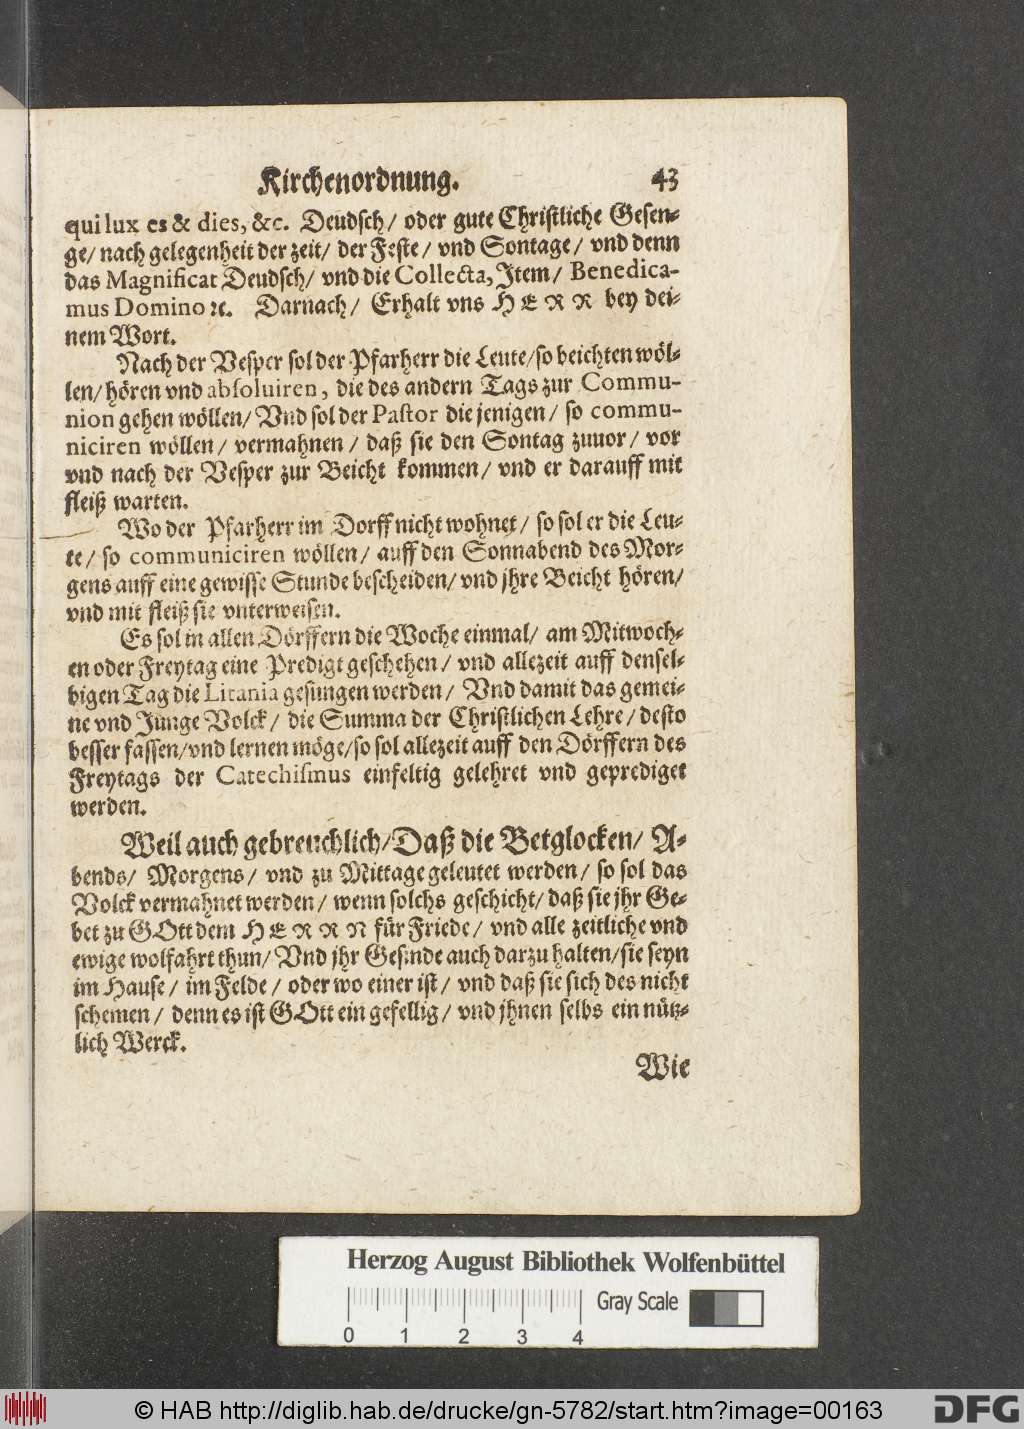 Kirchenordnung. 43
qui lux es & dies, &c. Deudsch/ oder gute Christliche Gesen-
ge/ nach gelegenheit der zeit/ der Feste/ vnd Sontage/ vnd denn
das Magnificat Deudsch/ vnd die Collecta, Item/ Benedica-
mus Domino ꝛc. Darnach/ Erhalt vns HERR bey dei-
nem Wort.
Nach der Vesper sol der Pfarherr die Leute/ so beichten wöl-
len/ hören vnd absoluiren, die des andern Tags zur Commu-
nion gehen wöllen/ Vnd sol der Pastor die jenigen/ so commu-
niciren wöllen/ vermahnen/ daß sie den Sontag zuuor/ vor
vnd nach der Vesper zur Beicht kommen/ vnd er darauff mit
fleiß warten.
Wo der Pfarherr im Dorff nicht wohnet/ so sol er die Leu-
te/ so communiciren wöllen/ auff den Sonnabend des Mor-
gens auff eine gewisse Stunde bescheiden/ vnd jhre Beicht hören/
vnd mit fleiß sie vnterweisen.
Es sol in allen Dörffern die Woche einmal/ am Mitwoch-
en oder Freytag eine Predigt geschehen/ vnd allezeit auff densel-
bigen Tag die Litania gesungen werden/ Vnd damit das gemei-
ne vnd Junge Volck/ die Summa der Christlichen Lehre/ desto
besser fassen/ vnd lernen möge/ so sol allezeit auff den Dörffern des
Freytags der Catechismus einfeltig gelehret vnd geprediget
werden.
Weil auch gebreuchlich/ Daß die Betglocken/ A-
bends/ Morgens/ vnd zu Mittage geleutet werden/ so sol das
Volck vermahnet werden/ wenn solchs geschicht/ daß sie jhr Ge-
bet zu GOtt dem HERRN für Friede/ vnd alle zeitliche vnd
ewige wolfahrt thun/ Vnd jhr Gesinde auch darzu halten/ sie seyn
im Hause/ im Felde/ oder wo einer ist/ vnd daß sie sich des nicht
schemen/ denn es ist GOtt ein gefellig/ vnd jhnen selbs ein nütz-
lich Werck.
Wie
Herzog August Bibliothek Wolfenbüttel
Gray Scale
0 1 2 3 4
© HAB http://diglib.hab.de/drucke/gn-5782/start.htm?image=00163
DFG